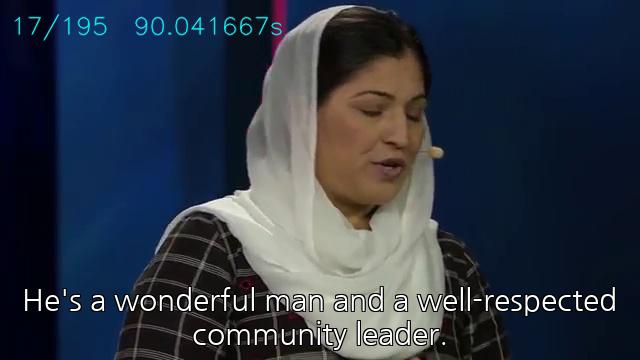 17/195 90.041667s
He's a wonderful man and a well-respected
community leader.